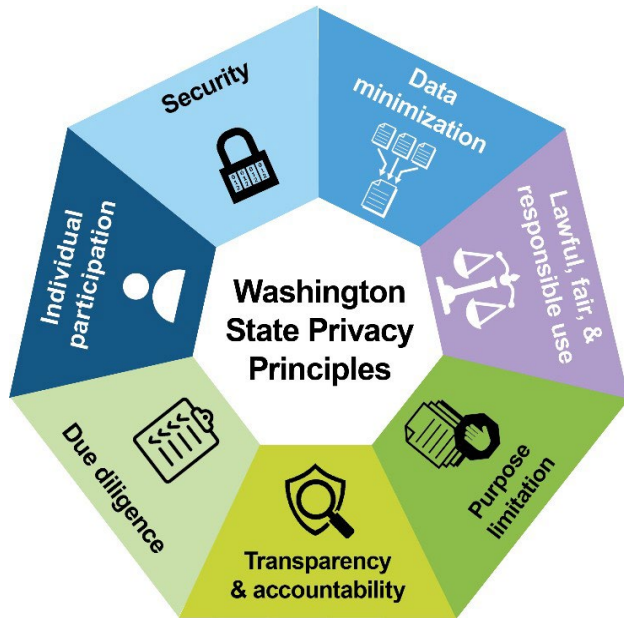 Washington
State Privacy
Principles
Security
Data
minimization
Lawful, fair, &
responsible use
Purpose
limitation
Transparency
& accountability
Due diligence
Individual
participation